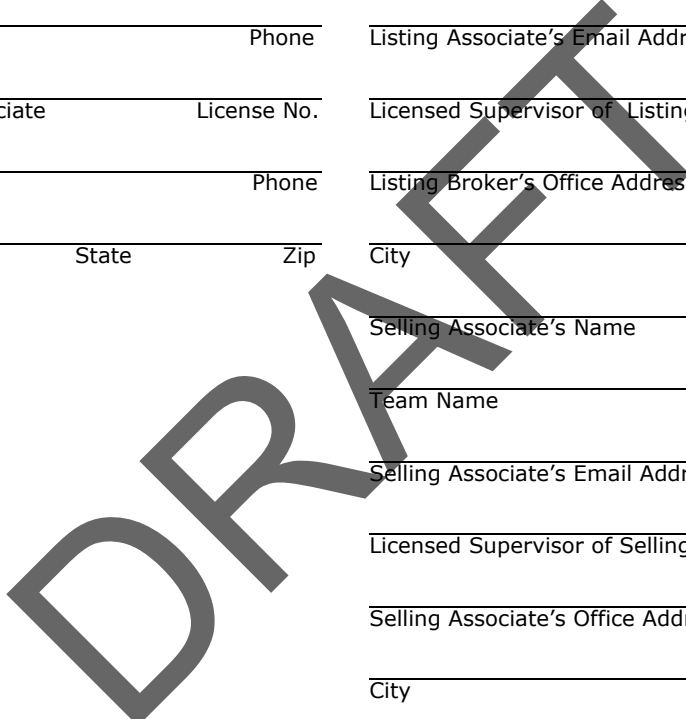 Phone Listing Associate’s Email Addr
ciate License No. Licensed Supervisor of Listing
Phone Listing Broker’s Office Address
State Zip City
Selling Associate’s Name
Team Name
Selling Associate’s Email Addr
Licensed Supervisor of Selling
Selling Associate’s Office Addr
City
DRAFT